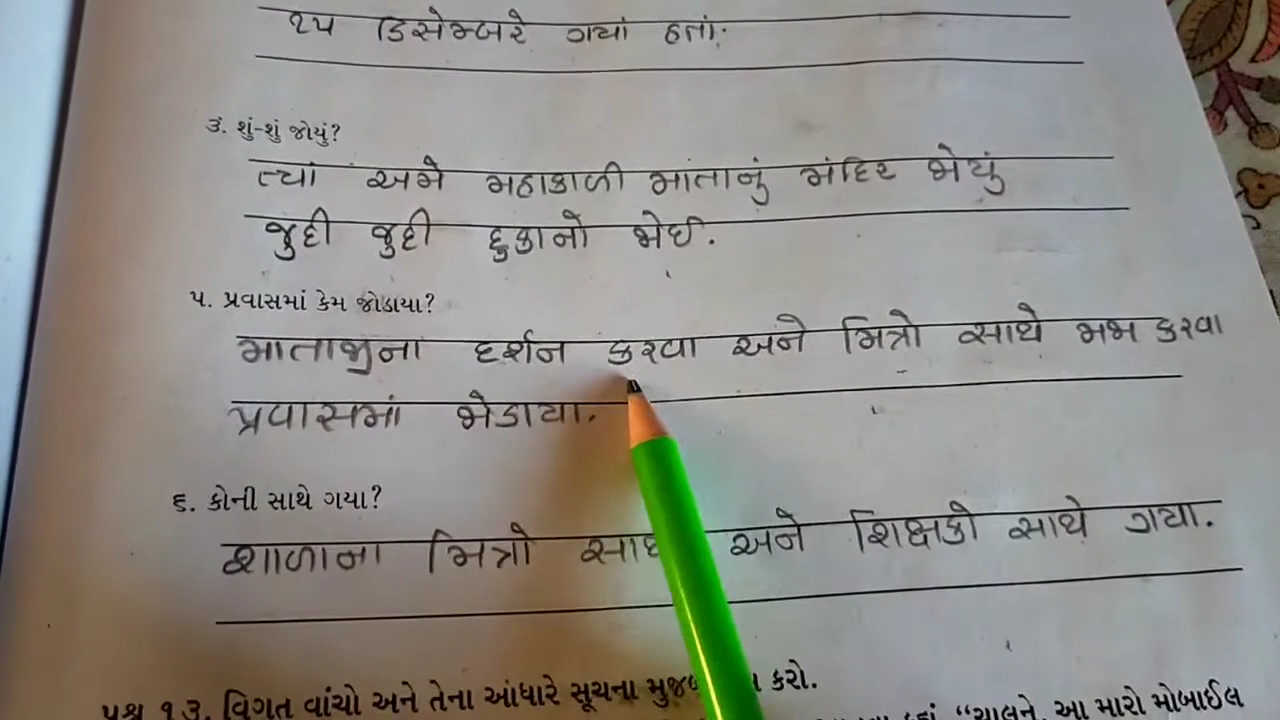 ૨૫ ડિસેમ્બરે ગયાં હતાં.
૩. શું-શું જોયું?
ત્યાં અમે મહાકાળી માંતાનું મંદિર જોયું
જુદી જુદી દુકાનો જોઈ.
૫. પ્રવાસમાં કેમ જોડાયા?
માતાજીના દર્શન કરવા અને મિત્રો સાથે મજા કરવા
પ્રવાસમાં જોડાયા.
૬. કોની સાથે ગયા?
શાળાના મિત્રો અને શિક્ષકો સાથે ગયા.
પ્રશ્ન ૧૩. વિગત વાંચો અને તેના આધારે સૂચના કરો.
"ચાલને, આ મારો મોબાઈલ